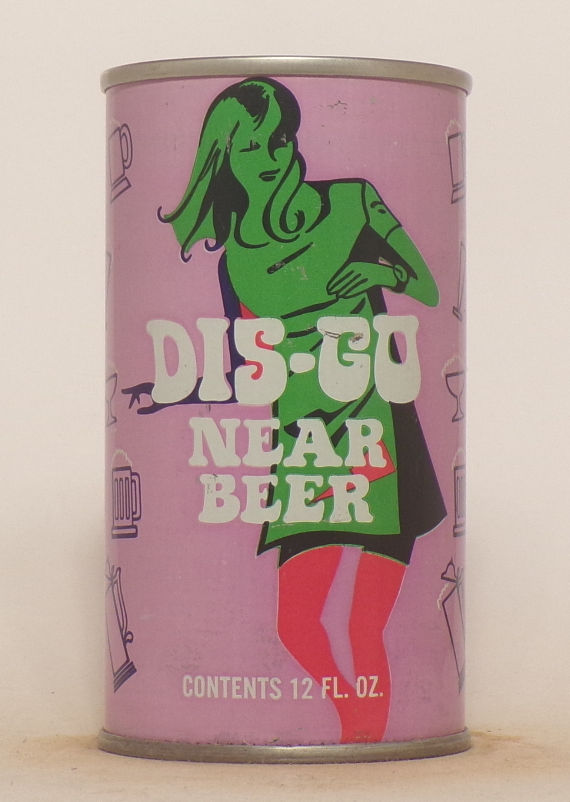 DIS-GO
NEAR
BEER
CONTENTS 12 FL. OZ.